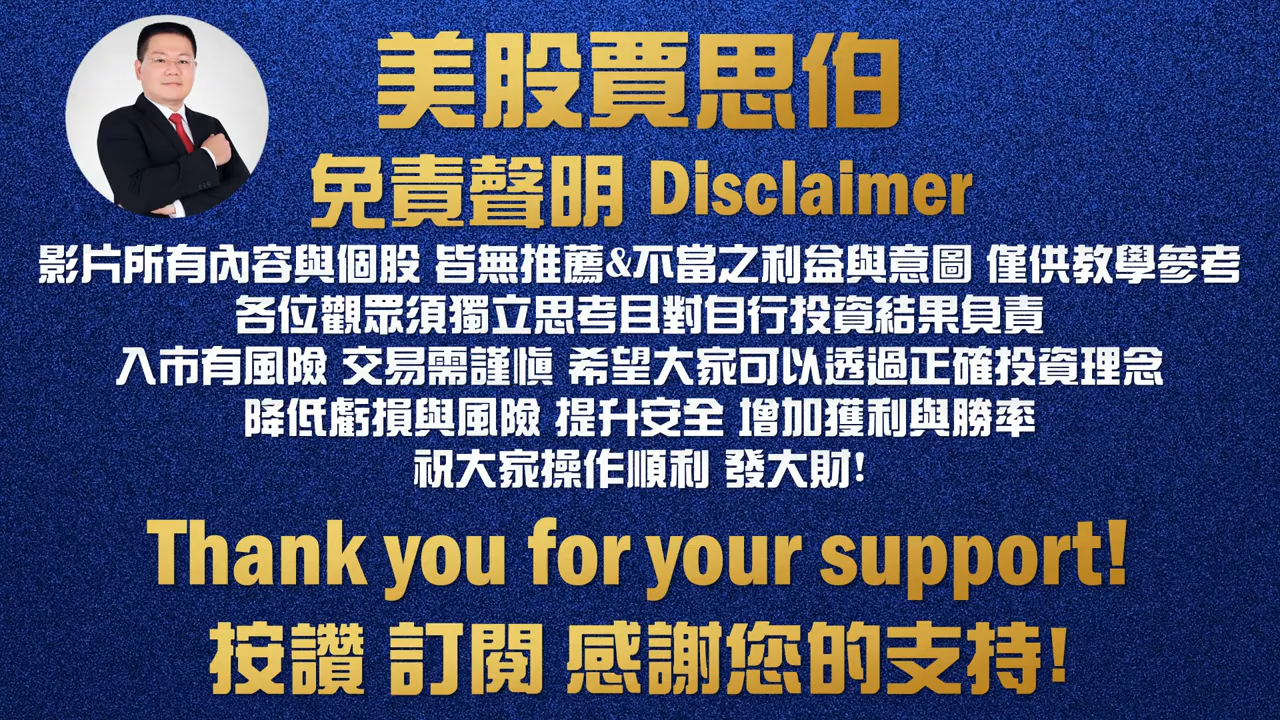 美股賈思伯
免責聲明 Disclaimer
影片所有內容與個股 皆無推薦&不當之利益與意圖 僅供教學參考
各位觀眾須獨立思考且對自行投資結果負責
入市有風險 交易需謹慎 希望大家可以透過正確投資理念
降低虧損與風險 提升安全 增加獲利與勝率
祝大家操作順利 發大財!
Thank you for your support!
按讚 訂閱 感謝您的支持!